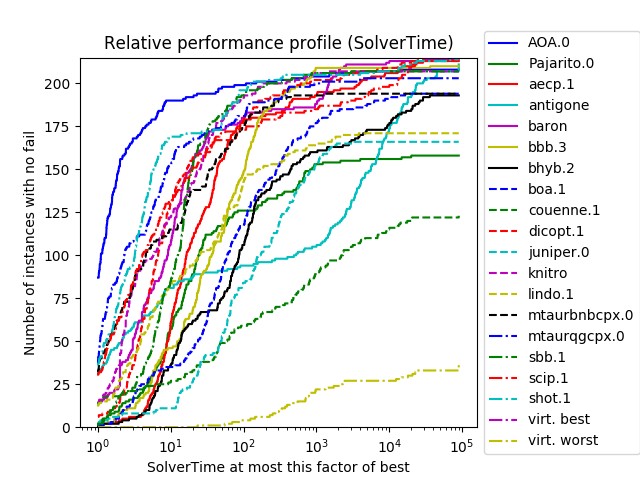 Relative performance profile (SolverTime)
Number of instances with no fail
200
175
150
125
100
75
50
25
0
10^0
10^1
10^2
10^3
10^4
10^5
SolverTime at most this factor of best
AOA.0
Pajarito.0
aecp.1
antigone
baron
bbb.3
bhyb.2
boa.1
couenne.1
dicopt.1
juniper.0
knitro
lindo.1
mtaurbnbcpx.0
mtaurqgcpx.0
sbb.1
scip.1
shot.1
virt. best
virt. worst